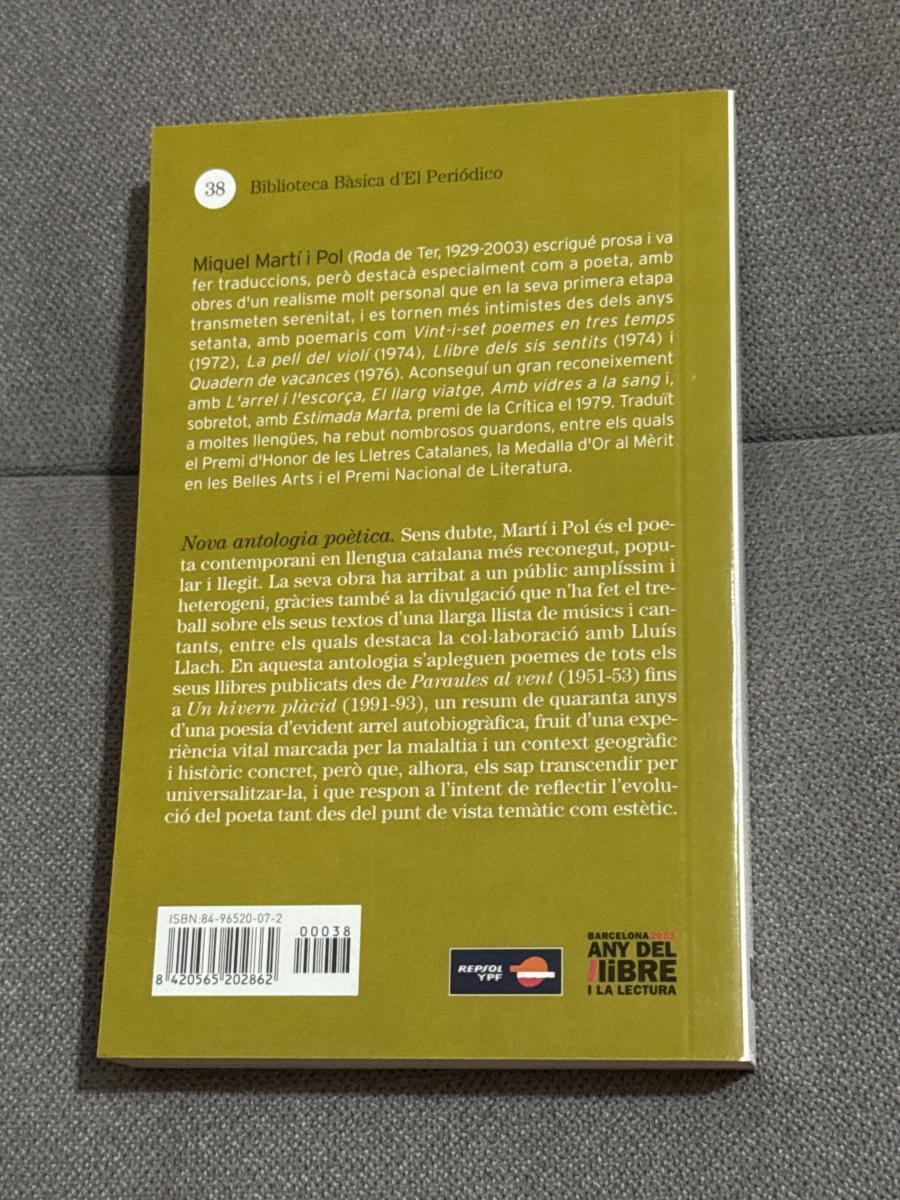 38 Biblioteca Bàsica d'El Periódico
Miquel Martí i Pol (Roda de Ter, 1929-2003) escrigué prosa i va
fer traduccions, però destacà especialment com a poeta, amb
obres d'un realisme molt personal que en la seva primera etapa
transmeten serenitat, i es tornen més intimistes des dels anys
setanta, amb poemaris com Vint-i-set poemes en tres temps
(1972), La pell del violí (1974), Llibre dels sis sentits (1974) i
Quadern de vacances (1976). Aconseguí un gran reconeixement
amb L'arrel i l'escorça, El llarg viatge, Amb vidres a la sang i,
sobretot, amb Estimada Marta, premi de la Crítica el 1979. Traduït
a moltes llengües, ha rebut nombrosos guardons, entre els quals
el Premi d'Honor de les Lletres Catalanes, la Medalla d'Or al Mèrit
en les Belles Arts i el Premi Nacional de Literatura.
Nova antologia poètica. Sens dubte, Martí i Pol és el poe-
ta contemporani en llengua catalana més reconegut, popu-
lar i llegit. La seva obra ha arribat a un públic amplíssim i
heterogeni, gràcies també a la divulgació que n'ha fet el tre-
ball sobre els seus textos d'una llarga llista de músics i can-
tants, entre els quals destaca la col·laboració amb Lluís
Llach. En aquesta antologia s'apleguen poemes de tots els
seus llibres publicats des de Paraules al vent (1951-53) fins
a Un hivern plàcid (1991-93), un resum de quaranta anys
d'una poesia d'evident arrel autobiogràfica, fruit d'una expe-
riència vital marcada per la malaltia i un context geogràfic
i històric concret, però que, alhora, els sap transcendir per
universalitzar-la, i que respon a l'intent de reflectir l'evolu-
ció del poeta tant des del punt de vista temàtic com estètic.
ISBN:84-96520-07-2
00038
8 420565 202862
REPSOL
YPF
BARCELONA 2005
ANY DEL
lliBRE
I LA LECTURA